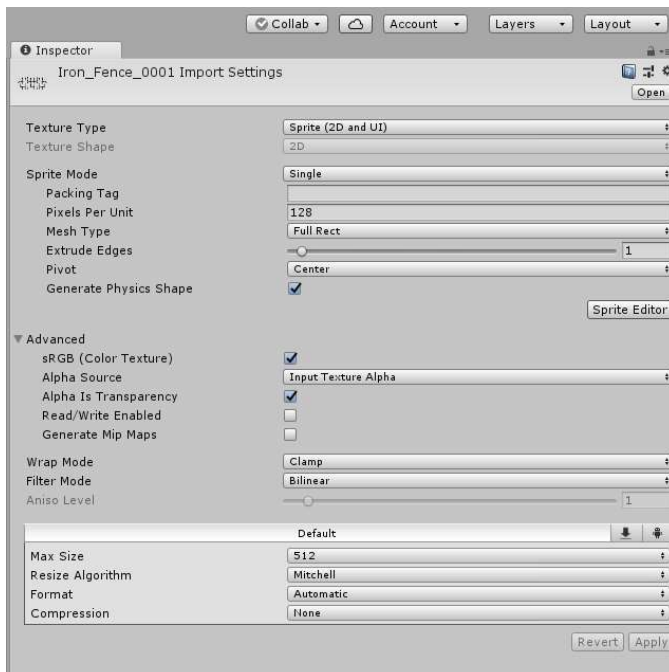 Collab Account Layers Layout
Inspector
Iron_Fence_0001 Import Settings
Open
Texture Type Sprite (2D and UI)
Texture Shape 2D
Sprite Mode Single
Packing Tag
Pixels Per Unit 128
Mesh Type Full Rect
Extrude Edges 1
Pivot Center
Generate Physics Shape
Sprite Editor
Advanced
sRGB (Color Texture)
Alpha Source Input Texture Alpha
Alpha Is Transparency
Read/Write Enabled
Generate Mip Maps
Wrap Mode Clamp
Filter Mode Bilinear
Aniso Level 1
Default
Max Size 512
Resize Algorithm Mitchell
Format Automatic
Compression None
Revert Apply